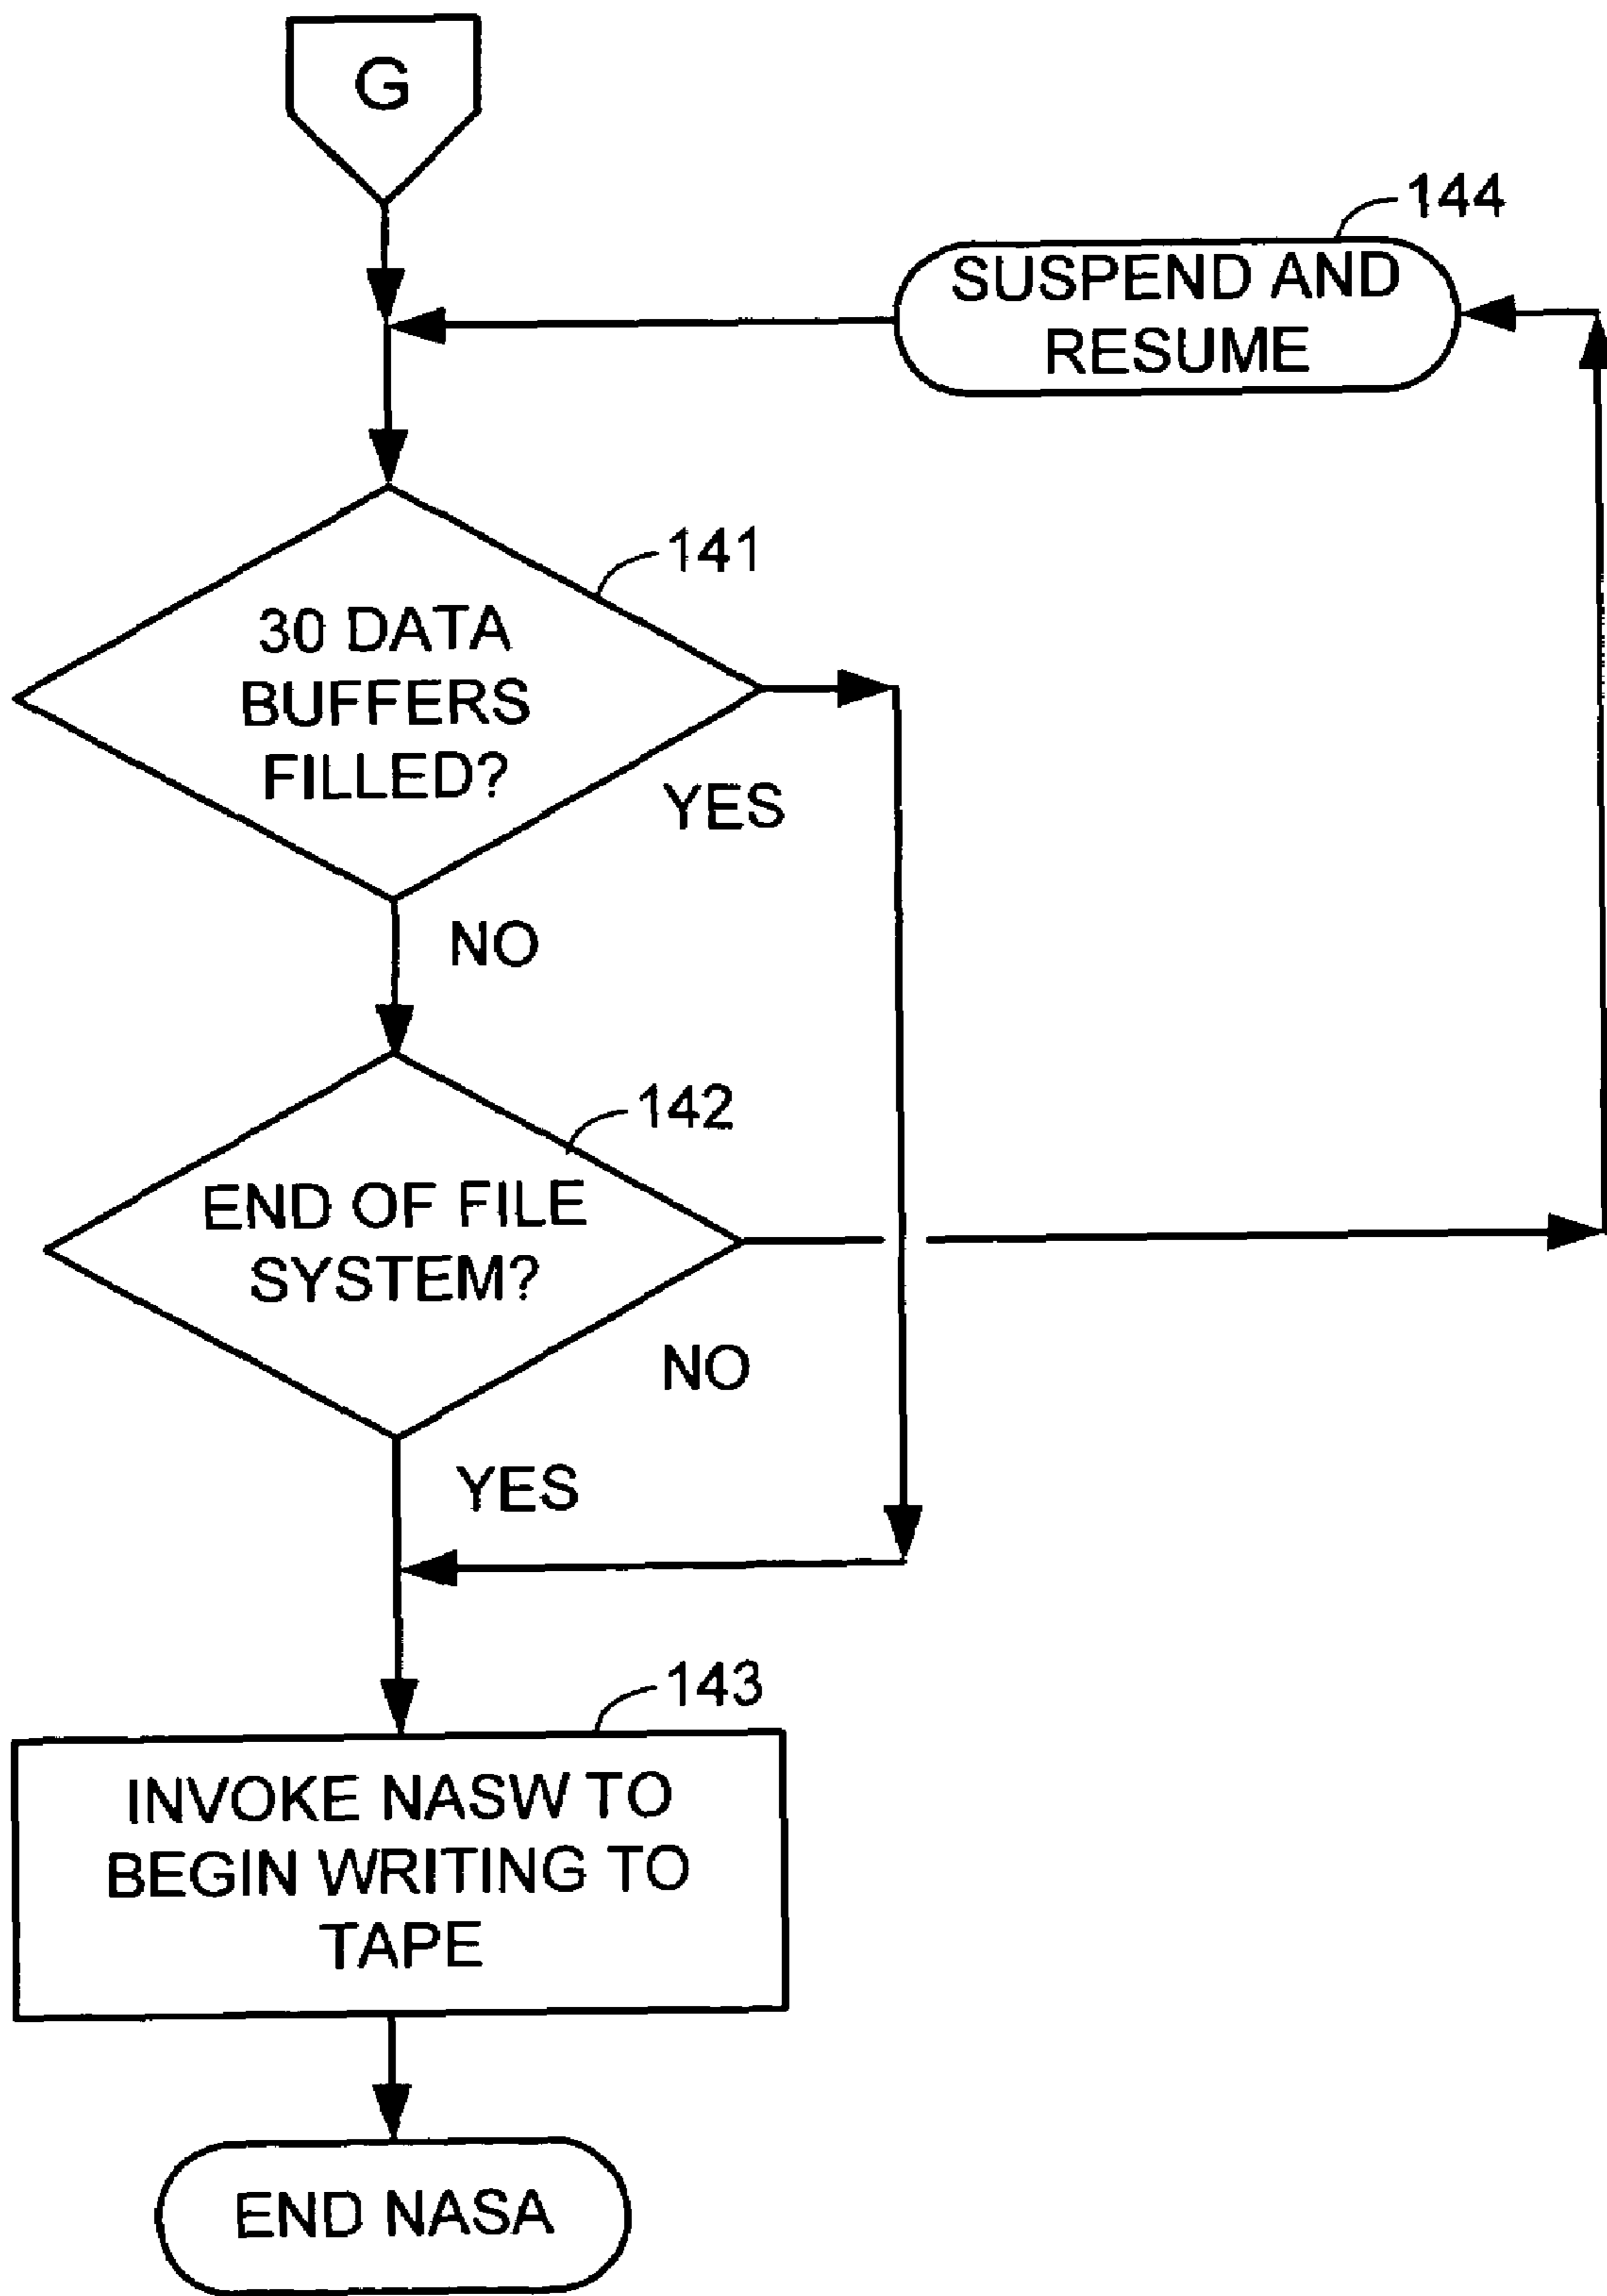 G
144
SUSPEND AND
RESUME
141
30 DATA
BUFFERS
FILLED?
YES
NO
142
END OF FILE
SYSTEM?
NO
YES
143
INVOKE NASW TO
BEGIN WRITING TO
TAPE
END NASA